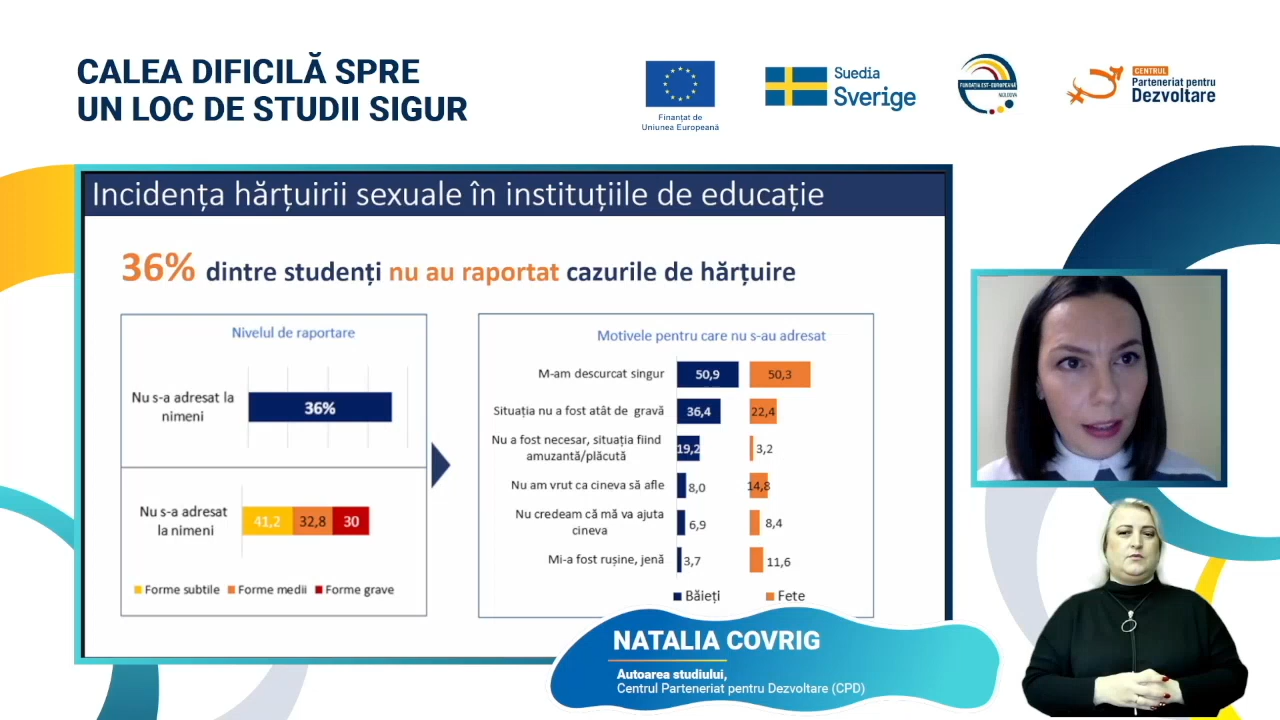 CALEA DIFICILĂ SPRE
UN LOC DE STUDII SIGUR
Finanțat de
Uniunea Europeană
Suedia
Sverige
FUNDAȚIA EST-EUROPEANĂ
MOLDOVA
CENTRUL
Parteneriat pentru
Dezvoltare
Incidența hărțuirii sexuale în instituțiile de educație
36% dintre studenți nu au raportat cazurile de hărțuire
Nivelul de raportare
Nu s-a adresat la
nimeni
36%
Nu s-a adresat
la nimeni
41,2 32,8 30
Forme subtile Forme medii Forme grave
Motivele pentru care nu s-au adresat
M-am descurcat singur 50,9 50,3
Situația nu a fost atât de gravă 36,4 22,4
Nu a fost necesar, situația fiind
amuzantă/plăcută 19,2 3,2
Nu am vrut ca cineva să afle 8,0 14,8
Nu credeam că mă va ajuta
cineva 6,9 8,4
Mi-a fost rușine, jenă 3,7 11,6
Băieți Fete
NATALIA COVRIG
Autoarea studiului,
Centrul Parteneriat pentru Dezvoltare (CPD)